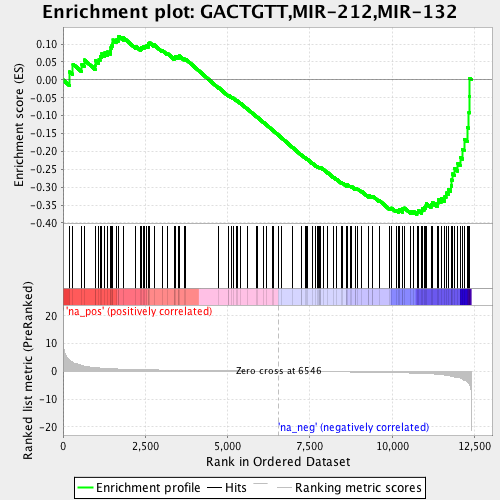 Enrichment plot: GACTGTT,MIR-212,MIR-132
Enrichment score (ES)
0.10
0.05
0.00
-0.05
-0.10
-0.15
-0.20
-0.25
-0.30
-0.35
-0.40
'na_pos' (positively correlated)
Ranked list metric (PreRanked)
20
10
0
-10
-20
Zero cross at 6546
'na_neg' (negatively correlated)
0
2,500
5,000
7,500
10,000
12,500
Rank in Ordered Dataset
Enrichment profile
Hits
Ranking metric scores